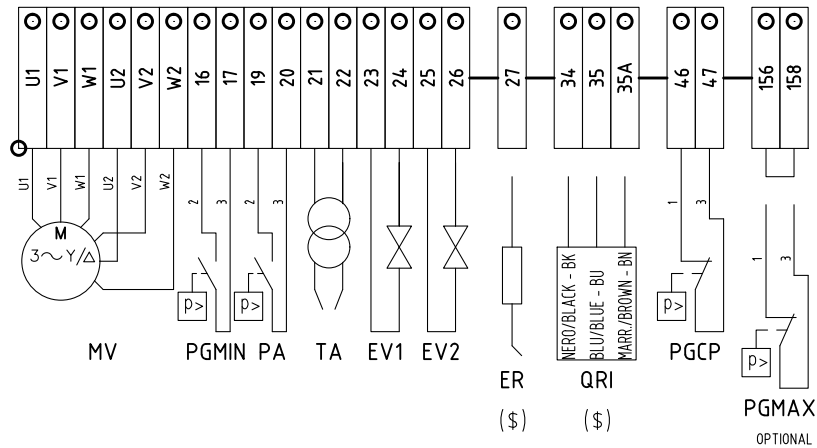 U1 V1 W1 U2 V2 W2 16 17 19 20 21 22 23 24 25 26 27 34 35 35A 46 47 156 158
U1 V1 W1 U2 V2 W2 2 3 2 3 1 3
M
3~Y/△
NERO/BLACK - BK
BLU/BLUE - BU
MARR./BROWN - BN
1 3
p> p> p>
p>
MV PGMIN PA TA EV1 EV2 PGCP
ER QRI
($) ($)
PGMAX
OPTIONAL